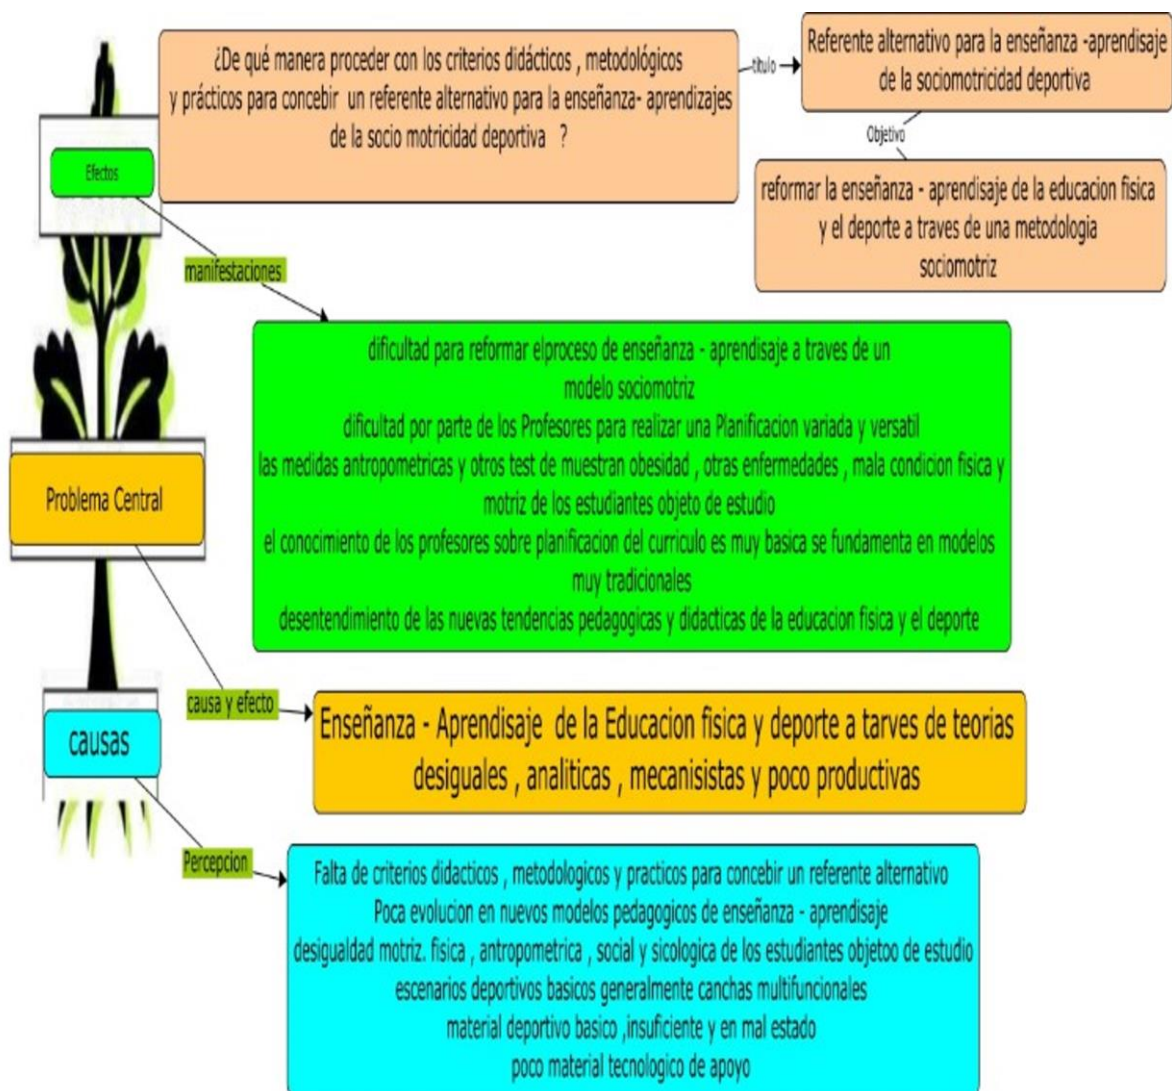 ¿De qué manera proceder con los criterios didácticos , metodológicos
y prácticos para concebir un referente alternativo para la enseñanza- aprendizajes
de la socio motricidad deportiva ?
título
Referente alternativo para la enseñanza -aprendisaje
de la sociomotricidad deportiva
Objetivo
reformar la enseñanza - aprendisaje de la educacion fisica
y el deporte a traves de una metodologia
sociomotriz
Efectos
manifestaciones
dificultad para reformar elproceso de enseñanza - aprendisaje a traves de un
modelo sociomotriz
dificultad por parte de los Profesores para realizar una Planificacion variada y versatil
las medidas antropometricas y otros test de muestran obesidad , otras enfermedades , mala condicion fisica y
motriz de los estudiantes objeto de estudio
el conocimiento de los profesores sobre planificacion del curriculo es muy basica se fundamenta en modelos
muy tradicionales
desentendimiento de las nuevas tendencias pedagogicas y didacticas de la educacion fisica y el deporte
Problema Central
causa y efecto
Enseñanza - Aprendisaje de la Educacion fisica y deporte a tarves de teorias
desiguales , analiticas , mecanisistas y poco productivas
causas
Percepcion
Falta de criterios didacticos , metodologicos y practicos para concebir un referente alternativo
Poca evolucion en nuevos modelos pedagogicos de enseñanza - aprendisaje
desigualdad motriz. fisica , antropometrica , social y sicologica de los estudiantes objetoo de estudio
escenarios deportivos basicos generalmente canchas multifuncionales
material deportivo basico ,insuficiente y en mal estado
poco material tecnologico de apoyo